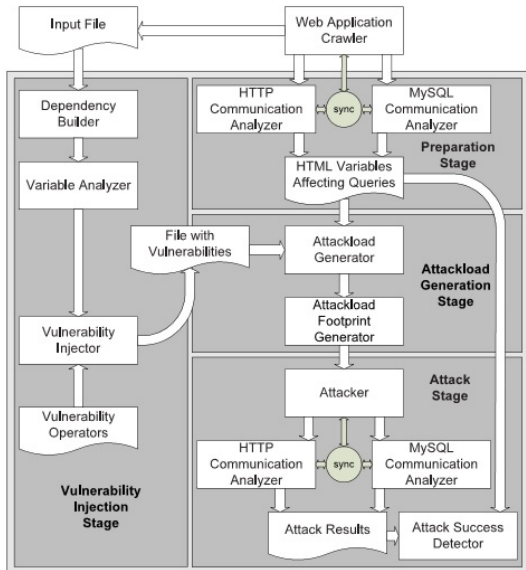 Input File
Web Application
Crawler
Dependency
Builder
Variable Analyzer
HTTP
Communication
Analyzer
sync
MySQL
Communication
Analyzer
Preparation
Stage
HTML Variables
Affecting Queries
File with
Vulnerabilities
Attackload
Generator
Attackload
Generation
Stage
Attackload
Footprint
Generator
Vulnerability
Injector
Vulnerability
Operators
Vulnerability
Injection
Stage
Attacker
Attack
Stage
HTTP
Communication
Analyzer
sync
MySQL
Communication
Analyzer
Attack Results
Attack Success
Detector